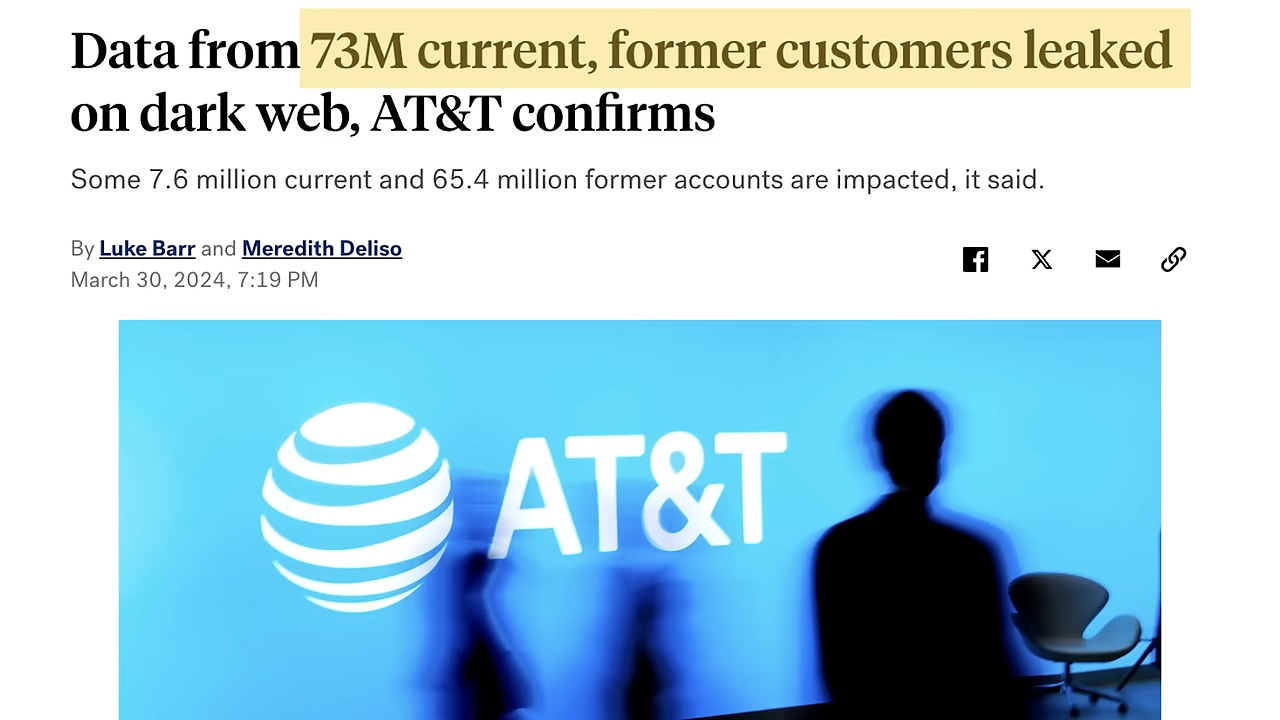 Data from 73M current, former customers leaked
on dark web, AT&T confirms
Some 7.6 million current and 65.4 million former accounts are impacted, it said.
By Luke Barr and Meredith Deliso
March 30, 2024, 7:19 PM
AT&T